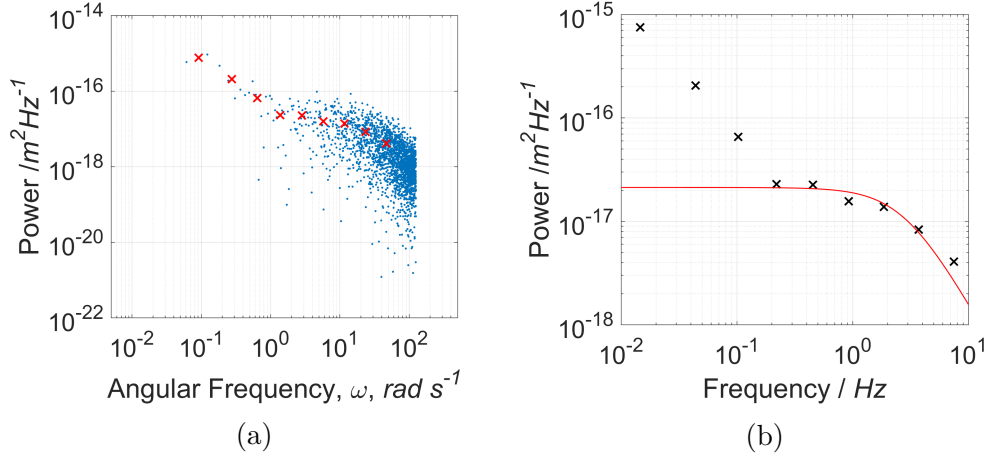 10^-14
10^-16
10^-18
10^-20
10^-22
10^-2 10^-1 10^0 10^1 10^2
Power /m^2Hz^-1
Angular Frequency, ω, rad s^-1
(a)
10^-15
10^-16
10^-17
10^-18
10^-2 10^-1 10^0 10^1
Power /m^2Hz^-1
Frequency / Hz
(b)